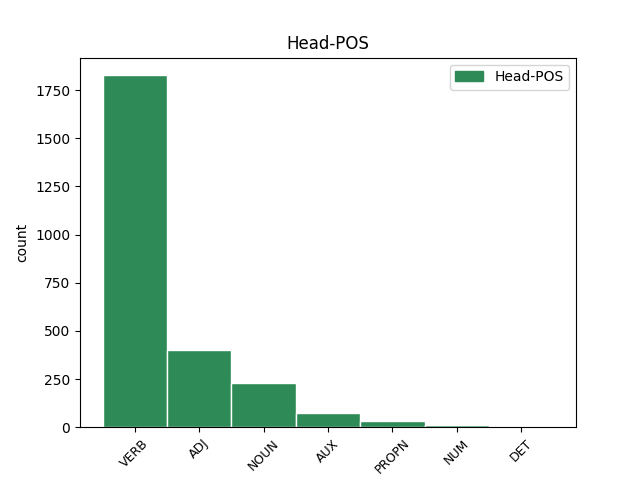 Head-POS
Head-POS
count
1750
1500
1250
1000
750
500
250
0
VERB
ADJ
NOUN
AUX
PROPN
NUM
DET